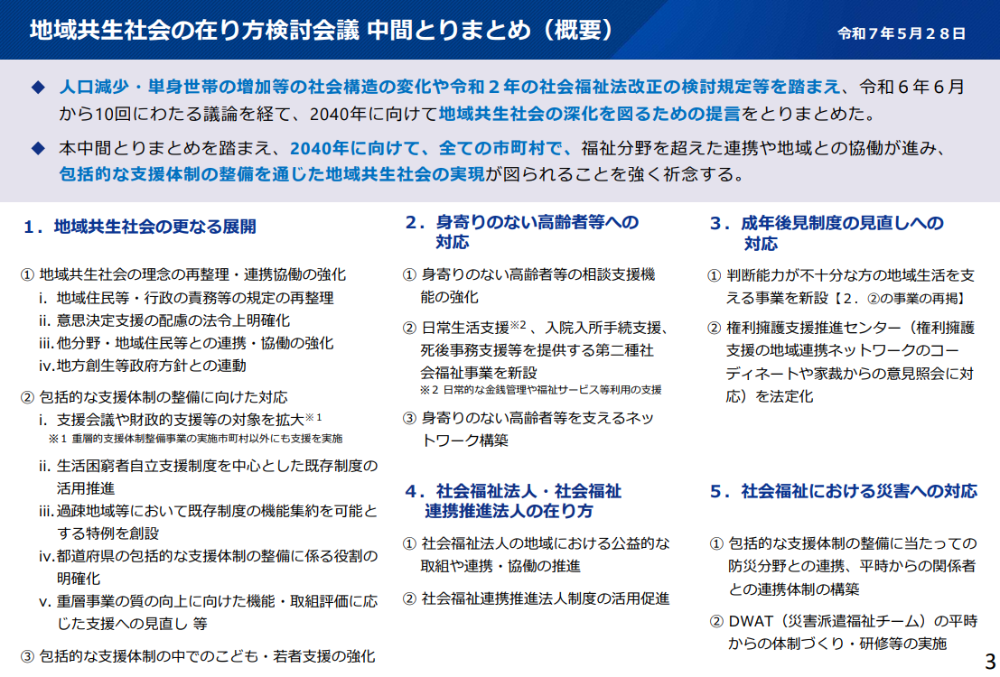 地域共生社会の在り方検討会議 中間とりまとめ（概要）
令和７年５月２８日
◆ 人口減少・単身世帯の増加等の社会構造の変化や令和２年の社会福祉法改正の検討規定等を踏まえ、令和６年６月
から10回にわたる議論を経て、2040年に向けて地域共生社会の深化を図るための提言をとりまとめた。
◆ 本中間とりまとめを踏まえ、2040年に向けて、全ての市町村で、福祉分野を超えた連携や地域との協働が進み、
包括的な支援体制の整備を通じた地域共生社会の実現が図られることを強く祈念する。
１．地域共生社会の更なる展開
① 地域共生社会の理念の再整理・連携協働の強化
i. 地域住民等・行政の責務等の規定の再整理
ii. 意思決定支援の配慮の法令上明確化
iii.他分野・地域住民等との連携・協働の強化
iv.地方創生等政府方針との連動
② 包括的な支援体制の整備に向けた対応
i. 支援会議や財政的支援等の対象を拡大※１
※１ 重層的支援体制整備事業の実施市町村以外にも支援を実施
ii. 生活困窮者自立支援制度を中心とした既存制度の
活用推進
iii.過疎地域等において既存制度の機能集約を可能と
する特例を創設
iv.都道府県の包括的な支援体制の整備に係る役割の
明確化
v. 重層事業の質の向上に向けた機能・取組評価に応
じた支援への見直し 等
③ 包括的な支援体制の中でのこども・若者支援の強化
２．身寄りのない高齢者等への
対応
① 身寄りのない高齢者等の相談支援機
能の強化
② 日常生活支援※２、入院入所手続支援、
死後事務支援等を提供する第二種社
会福祉事業を新設
※２ 日常的な金銭管理や福祉サービス等利用の支援
③ 身寄りのない高齢者等を支えるネッ
トワーク構築
３．成年後見制度の見直しへの
対応
① 判断能力が不十分な方の地域生活を支
える事業を新設【２．②の事業の再掲】
② 権利擁護支援推進センター（権利擁護
支援の地域連携ネットワークのコー
ディネートや家裁からの意見照会に対
応）を法定化
４．社会福祉法人・社会福祉
連携推進法人の在り方
① 社会福祉法人の地域における公益的な
取組や連携・協働の推進
② 社会福祉連携推進法人制度の活用促進
５．社会福祉における災害への対応
① 包括的な支援体制の整備に当たっての
防災分野との連携、平時からの関係者
との連携体制の構築
② DWAT（災害派遣福祉チーム）の平時
からの体制づくり・研修等の実施
3